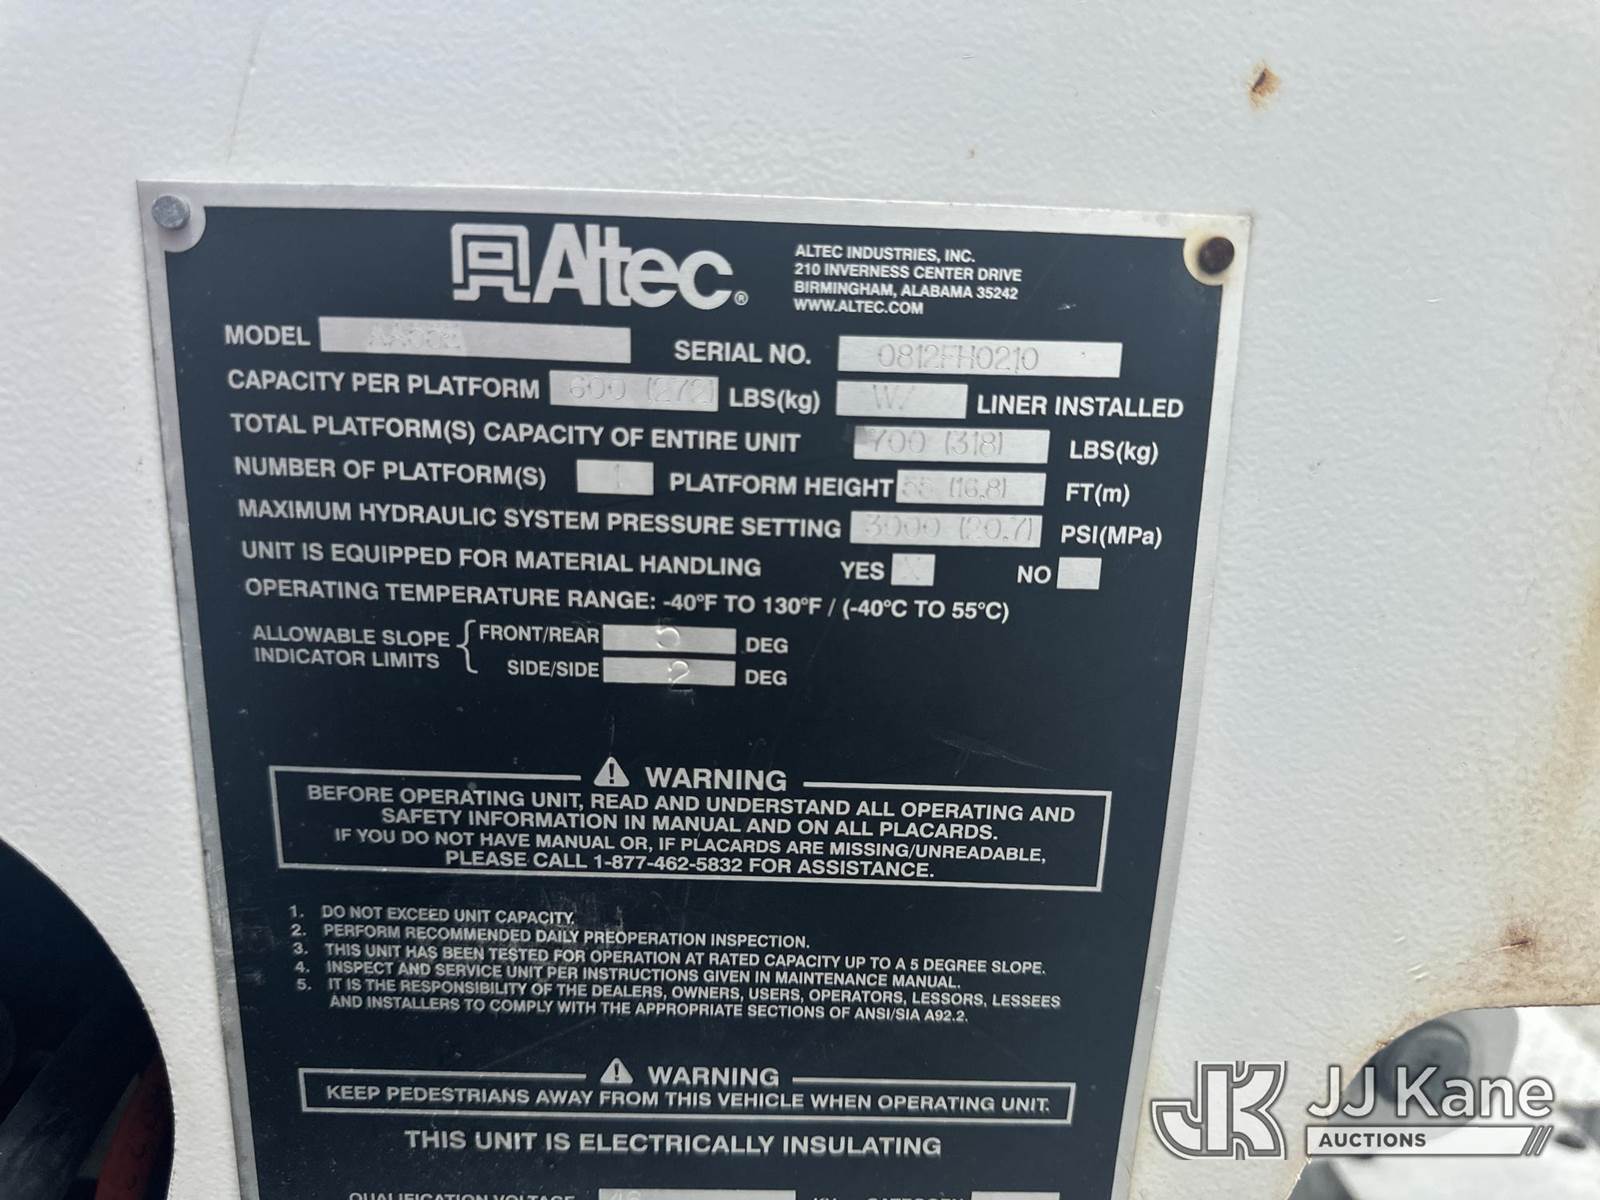 Altec®
ALTEC INDUSTRIES, INC.
210 INVERNESS CENTER DRIVE
BIRMINGHAM, ALABAMA 35242
WWW.ALTEC.COM
MODEL
SERIAL NO. 0812FH0210
CAPACITY PER PLATFORM 600 (272) LBS(kg) W/ LINER INSTALLED
TOTAL PLATFORM(S) CAPACITY OF ENTIRE UNIT 700 (318) LBS(kg)
NUMBER OF PLATFORM(S) 1 PLATFORM HEIGHT 55 (16.8) FT(m)
MAXIMUM HYDRAULIC SYSTEM PRESSURE SETTING 3000 (20.7) PSI(MPa)
UNIT IS EQUIPPED FOR MATERIAL HANDLING YES X NO
OPERATING TEMPERATURE RANGE: -40°F TO 130°F / (-40°C TO 55°C)
ALLOWABLE SLOPE INDICATOR LIMITS { FRONT/REAR 5 DEG
SIDE/SIDE 2 DEG
WARNING
BEFORE OPERATING UNIT, READ AND UNDERSTAND ALL OPERATING AND
SAFETY INFORMATION IN MANUAL AND ON ALL PLACARDS.
IF YOU DO NOT HAVE MANUAL OR, IF PLACARDS ARE MISSING/UNREADABLE,
PLEASE CALL 1-877-462-5832 FOR ASSISTANCE.
1. DO NOT EXCEED UNIT CAPACITY.
2. PERFORM RECOMMENDED DAILY PREOPERATION INSPECTION.
3. THIS UNIT HAS BEEN TESTED FOR OPERATION AT RATED CAPACITY UP TO A 5 DEGREE SLOPE.
4. INSPECT AND SERVICE UNIT PER INSTRUCTIONS GIVEN IN MAINTENANCE MANUAL.
5. IT IS THE RESPONSIBILITY OF THE DEALERS, OWNERS, USERS, OPERATORS, LESSORS, LESSEES
AND INSTALLERS TO COMPLY WITH THE APPROPRIATE SECTIONS OF ANSI/SIA A92.2.
WARNING
KEEP PEDESTRIANS AWAY FROM THIS VEHICLE WHEN OPERATING UNIT.
THIS UNIT IS ELECTRICALLY INSULATING
QUALIFICATION VOLTAGE 46 KV CATEGORY
JK JJ Kane
AUCTIONS